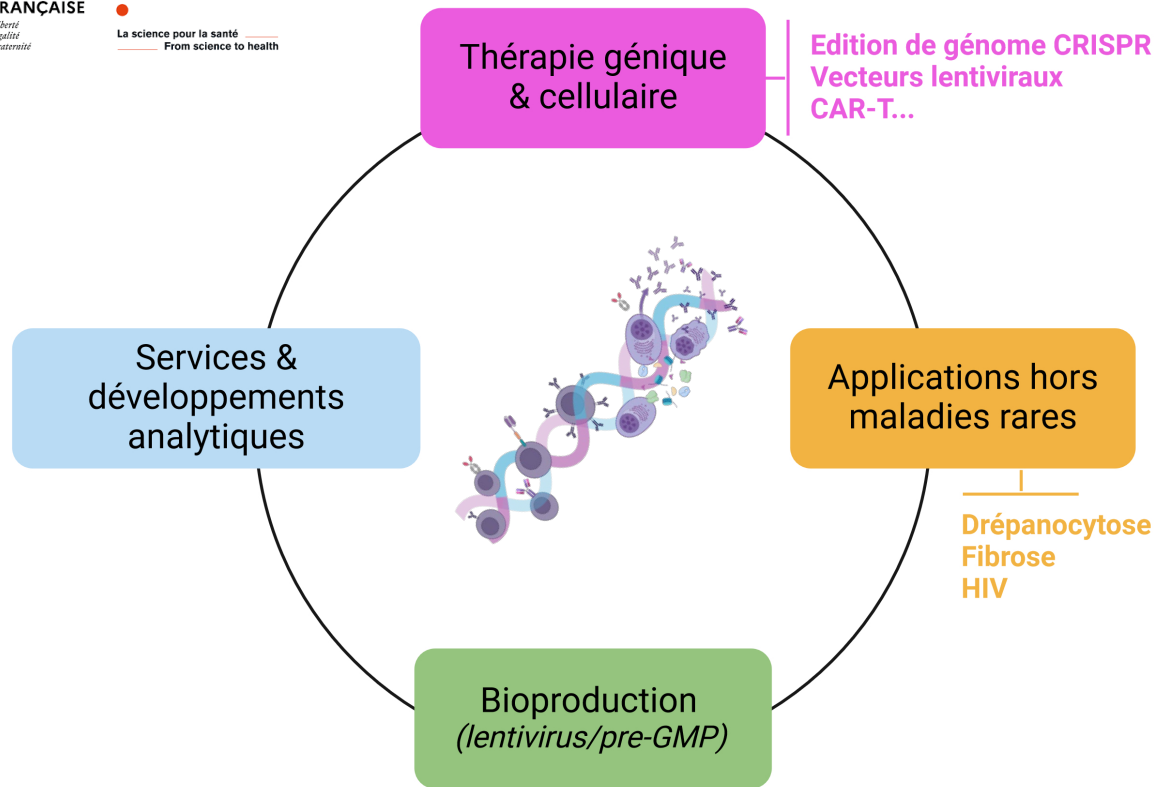 RANÇAISE
La science pour la santé
From science to health
Thérapie génique
& cellulaire
Edition de génome CRISPR
Vecteurs lentiviraux
CAR-T...
Services &
développements
analytiques
Applications hors
maladies rares
Drépanocytose
Fibrose
HIV
Bioproduction
(lentivirus/pre-GMP)